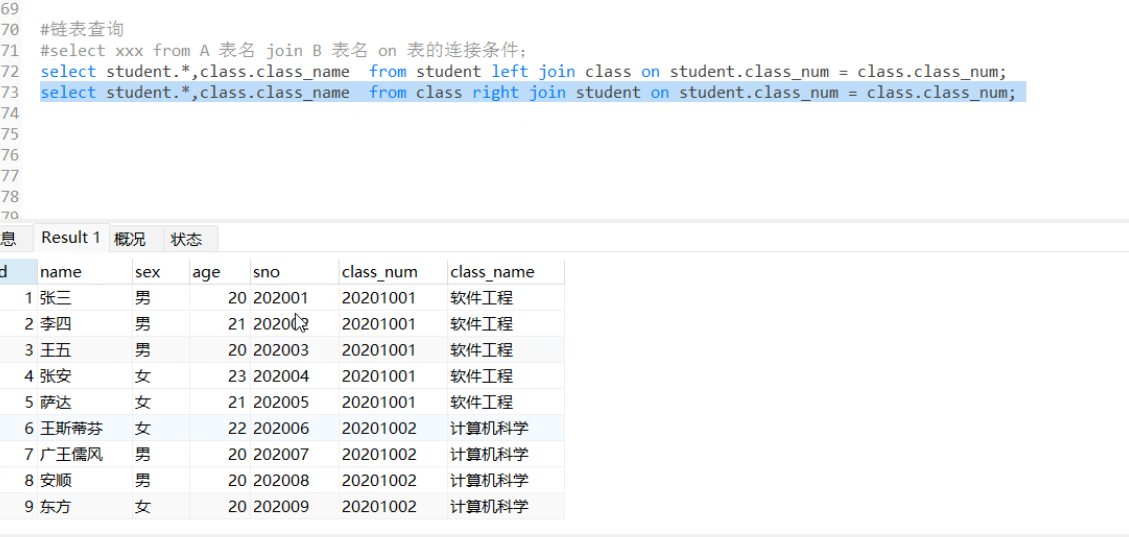 69
70 #链表查询
71 #select xxx from A 表名 join B 表名 on 表的连接条件;
72 select student.*,class.class_name  from student left join class on student.class_num = class.class_num;
73 select student.*,class.class_name  from class right join student on student.class_num = class.class_num;
74
75
76
77
78
79
息 Result 1 概况 状态
d name sex age sno class_num class_name
1 张三 男 20 202001 20201001 软件工程
2 李四 男 21 202002 20201001 软件工程
3 王五 男 20 202003 20201001 软件工程
4 张安 女 23 202004 20201001 软件工程
5 萨达 女 21 202005 20201001 软件工程
6 王斯蒂芬 女 22 202006 20201002 计算机科学
7 广王儒风 男 20 202007 20201002 计算机科学
8 安顺 男 20 202008 20201002 计算机科学
9 东方 女 20 202009 20201002 计算机科学